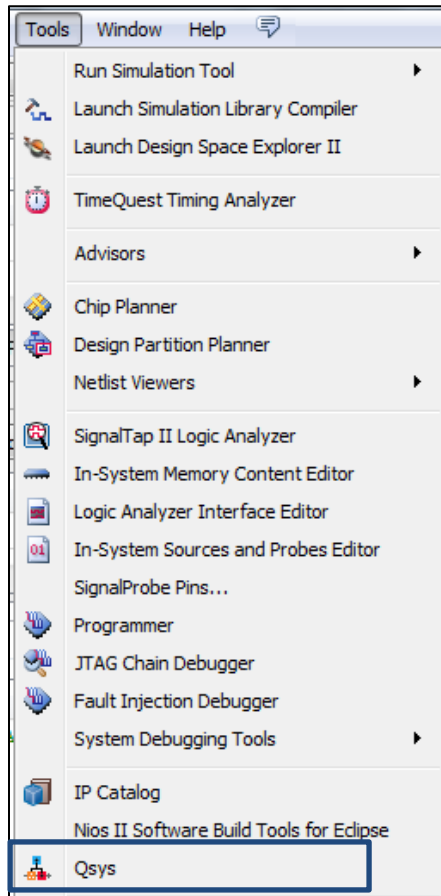 Tools Window Help
Run Simulation Tool
Launch Simulation Library Compiler
Launch Design Space Explorer II
TimeQuest Timing Analyzer
Advisors
Chip Planner
Design Partition Planner
Netlist Viewers
SignalTap II Logic Analyzer
In-System Memory Content Editor
Logic Analyzer Interface Editor
In-System Sources and Probes Editor
SignalProbe Pins...
Programmer
JTAG Chain Debugger
Fault Injection Debugger
System Debugging Tools
IP Catalog
Nios II Software Build Tools for Eclipse
Qsys